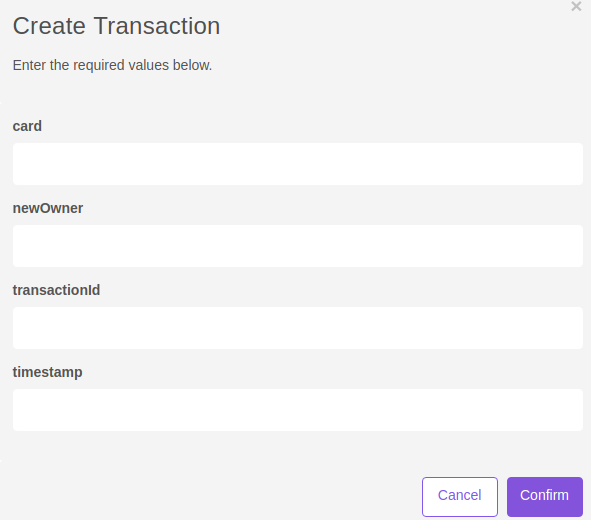 ×
Create Transaction
Enter the required values below.
card
newOwner
transactionId
timestamp
Cancel
Confirm